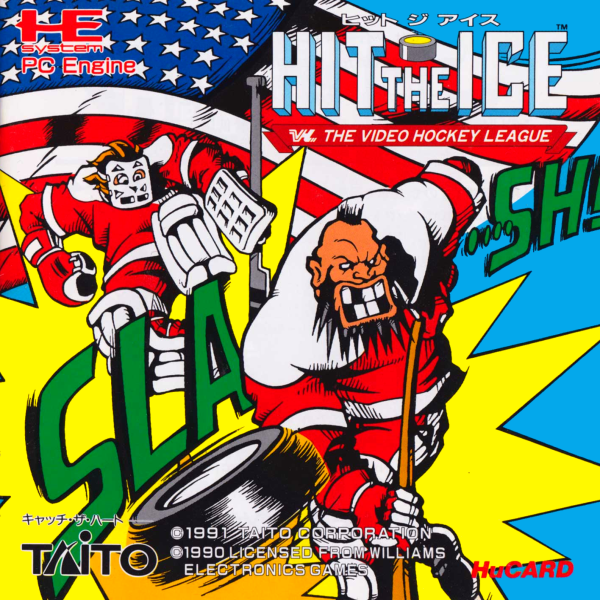 HE
system
PC Engine
ヒット ジ アイス
HIT THE ICE™
VHL THE VIDEO HOCKEY LEAGUE
SLA
....SH!
キャッチ・ザ・ハート
TAITO
©1991 TAITO CORPORATION
©1990 LICENSED FROM WILLIAMS
ELECTRONICS GAMES
HuCARD